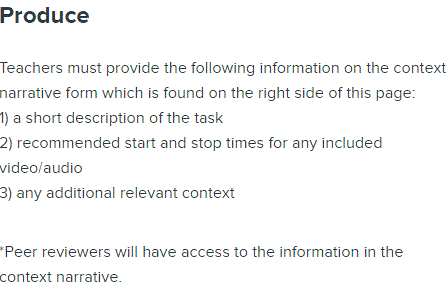 Produce
Teachers must provide the following information on the context
narrative form which is found on the right side of this page:
1) a short description of the task
2) recommended start and stop times for any included
video/audio
3) any additional relevant context
*Peer reviewers will have access to the information in the
context narrative.